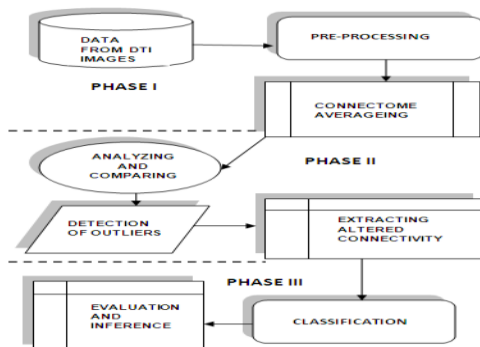 DATA
FROM DTI
IMAGES
PRE-PROCESSING
PHASE I
CONNECTOME
AVERAGEING
ANALYZING
AND
COMPARING
PHASE II
DETECTION
OF OUTLIERS
EXTRACTING
ALTERED
CONNECTIVITY
PHASE III
EVALUATION
AND
INFERENCE
CLASSIFICATION